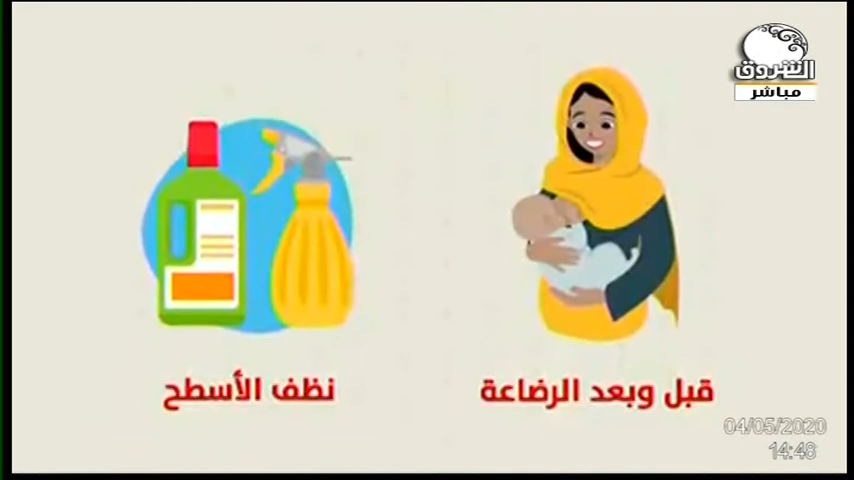 الشروق
مباشر
قبل وبعد الرضاعة
نظف الأسطح
04/05/2020
14:48